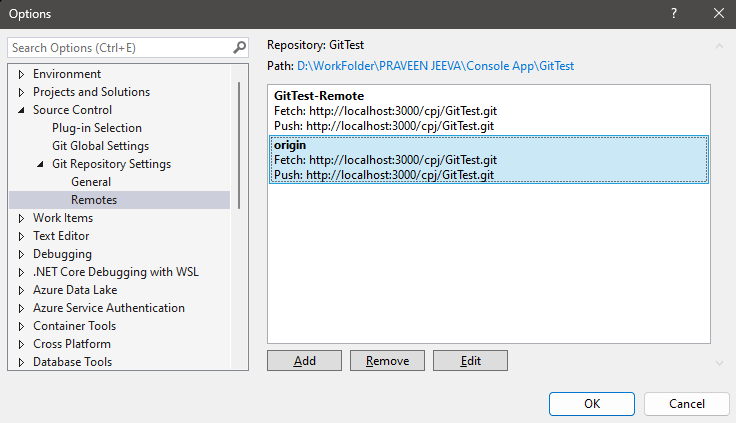 Options
?
Search Options (Ctrl+E)
Environment
Projects and Solutions
Source Control
Plug-in Selection
Git Global Settings
Git Repository Settings
General
Remotes
Work Items
Text Editor
Debugging
.NET Core Debugging with WSL
Azure Data Lake
Azure Service Authentication
Container Tools
Cross Platform
Database Tools
Repository: GitTest
Path: D:\WorkFolder\PRAVEEN JEEVA\Console App\GitTest
GitTest-Remote
Fetch: http://localhost:3000/cpj/GitTest.git
Push: http://localhost:3000/cpj/GitTest.git
origin
Fetch: http://localhost:3000/cpj/GitTest.git
Push: http://localhost:3000/cpj/GitTest.git
Add
Remove
Edit
OK
Cancel